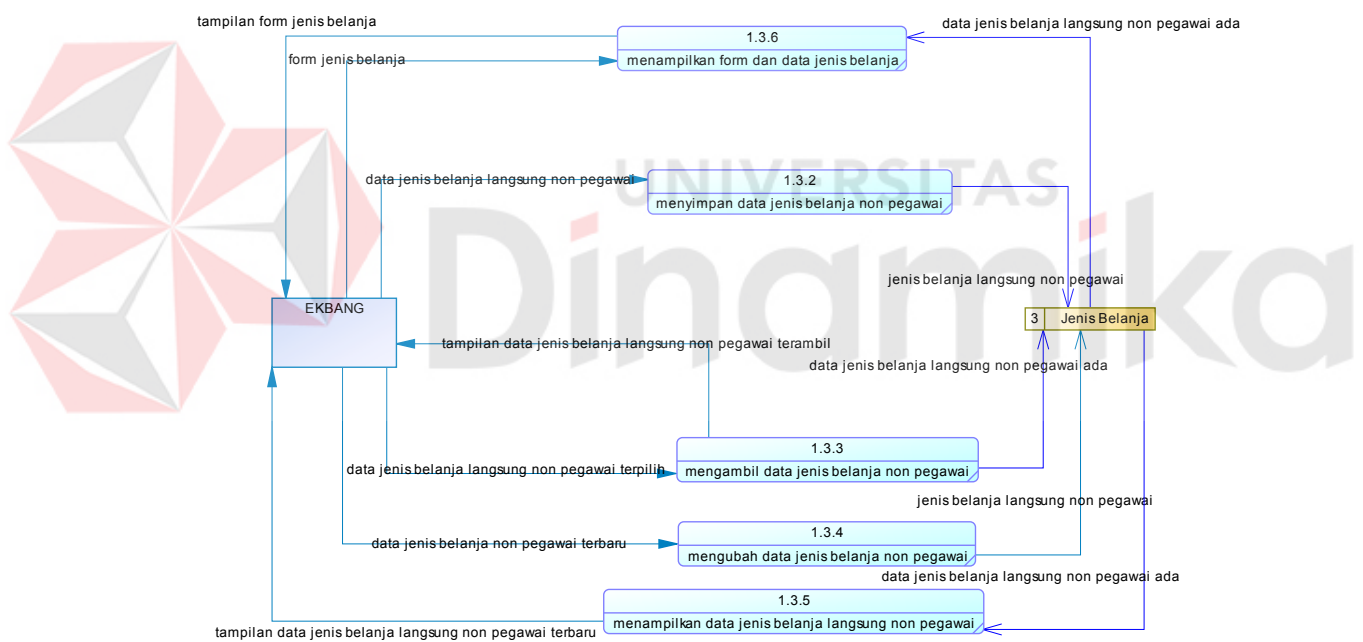 tampilan form jenis belanja
data jenis belanja langsung non pegawai ada
1.3.6
menampilkan form dan data jenis belanja
form jenis belanja
UNIVERSITAS
Dinamika
data jenis belanja langsung non pegawai
1.3.2
menyimpan data jenis belanja non pegawai
jenis belanja langsung non pegawai
EKBANG
3 Jenis Belanja
tampilan data jenis belanja langsung non pegawai terambil
data jenis belanja langsung non pegawai ada
1.3.3
mengambil data jenis belanja non pegawai
data jenis belanja langsung non pegawai terpilih
jenis belanja langsung non pegawai
1.3.4
mengubah data jenis belanja non pegawai
data jenis belanja non pegawai terbaru
data jenis belanja langsung non pegawai ada
1.3.5
menampilkan data jenis belanja langsung non pegawai
tampilan data jenis belanja langsung non pegawai terbaru